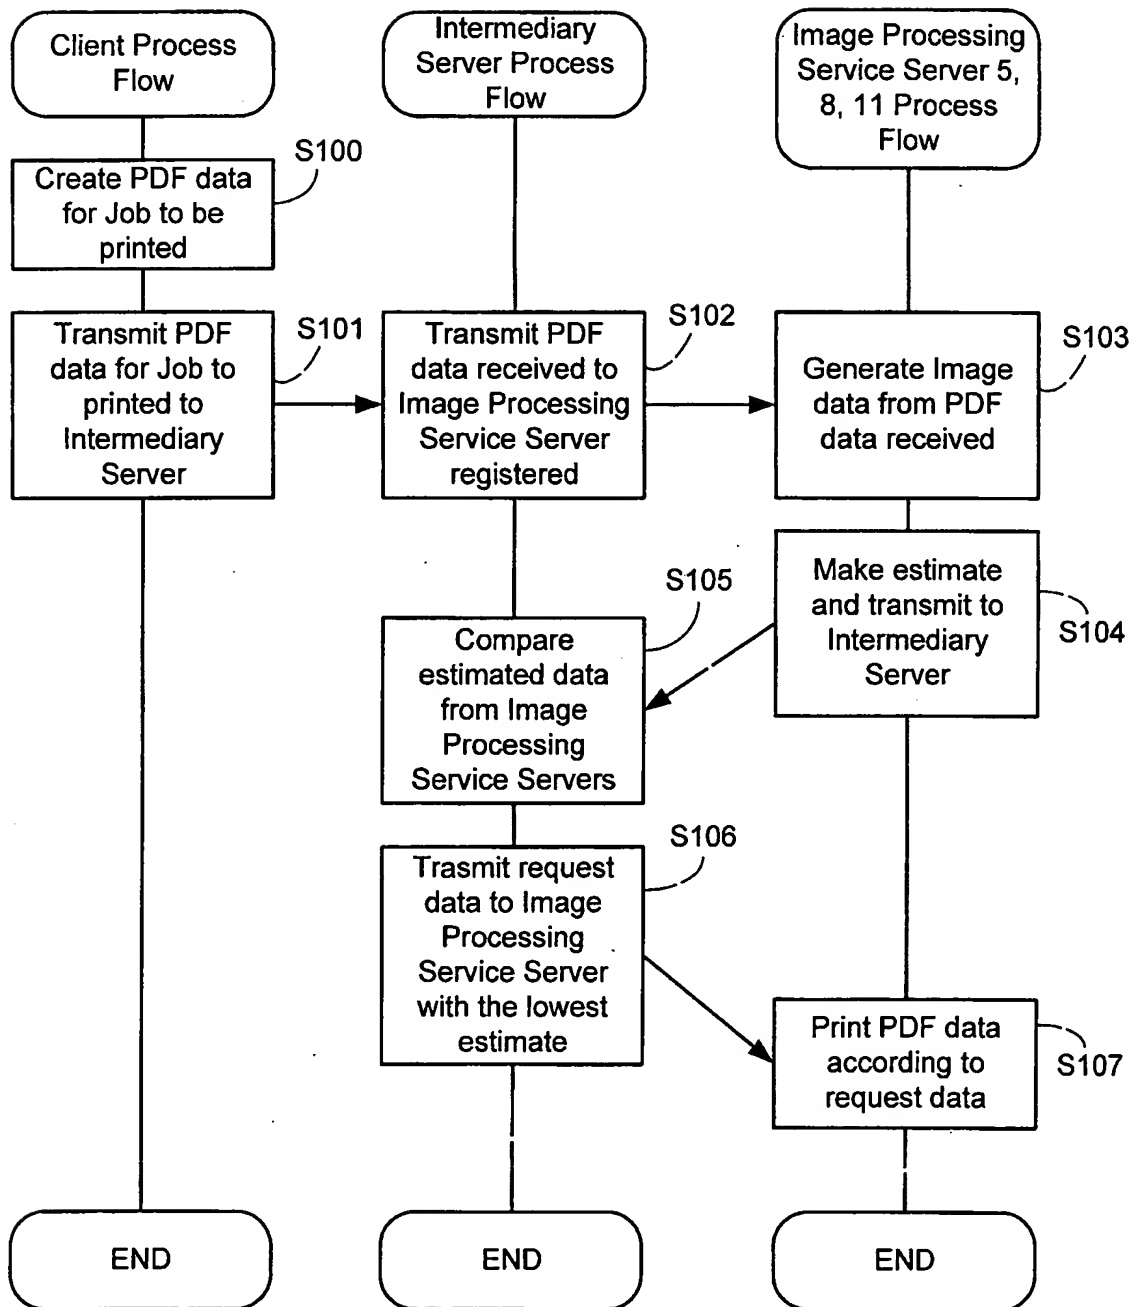 Client Process
Flow
Intermediary
Server Process
Flow
Image Processing
Service Server 5,
8, 11 Process
Flow
S100
Create PDF data
for Job to be
printed
S101
Transmit PDF
data for Job to
printed to
Intermediary
Server
S102
Transmit PDF
data received to
Image Processing
Service Server
registered
S103
Generate Image
data from PDF
data received
Make estimate
and transmit to
Intermediary
Server
S104
S105
Compare
estimated data
from Image
Processing
Service Servers
S106
Trasmit request
data to Image
Processing
Service Server
with the lowest
estimate
Print PDF data
according to
request data
S107
END
END
END